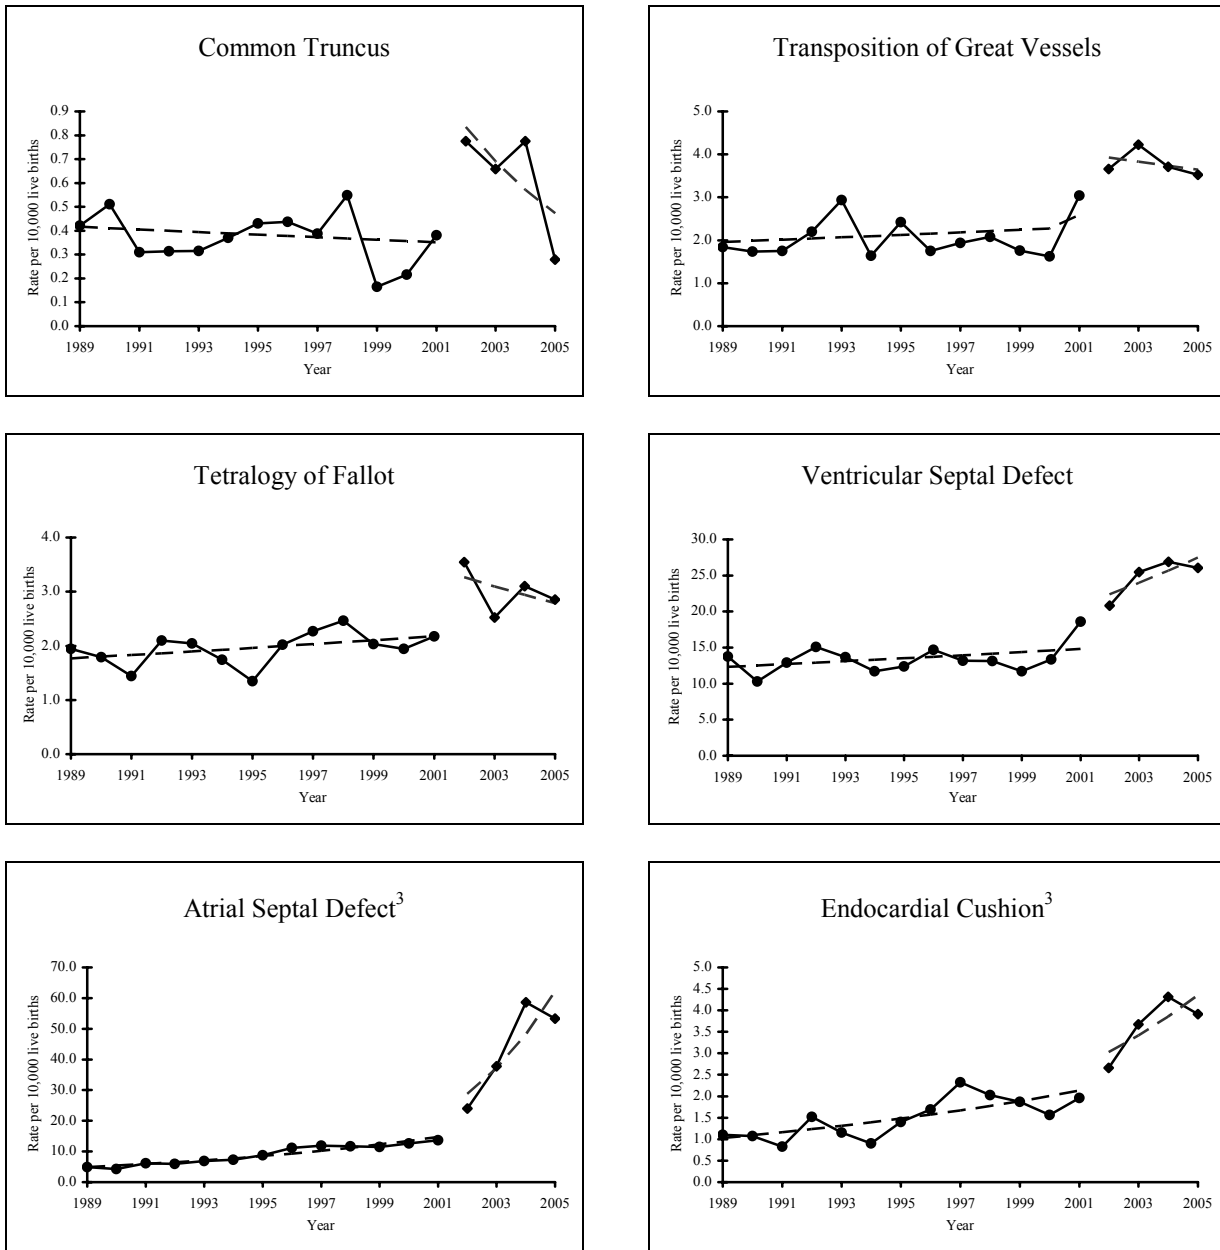 Common Truncus
Rate per 10,000 live births
0.9
0.8
0.7
0.6
0.5
0.4
0.3
0.2
0.1
0.0
1989 1991 1993 1995 1997 1999 2001 2003 2005
Year
Transposition of Great Vessels
Rate per 10,000 live births
5.0
4.0
3.0
2.0
1.0
0.0
1989 1991 1993 1995 1997 1999 2001 2003 2005
Year
Tetralogy of Fallot
Rate per 10,000 live births
4.0
3.0
2.0
1.0
0.0
1989 1991 1993 1995 1997 1999 2001 2003 2005
Year
Ventricular Septal Defect
Rate per 10,000 live births
30.0
25.0
20.0
15.0
10.0
5.0
0.0
1989 1991 1993 1995 1997 1999 2001 2003 2005
Year
Atrial Septal Defect³
Rate per 10,000 live births
70.0
60.0
50.0
40.0
30.0
20.0
10.0
0.0
1989 1991 1993 1995 1997 1999 2001 2003 2005
Year
Endocardial Cushion³
Rate per 10,000 live births
5.0
4.5
4.0
3.5
3.0
2.5
2.0
1.5
1.0
0.5
0.0
1989 1991 1993 1995 1997 1999 2001 2003 2005
Year